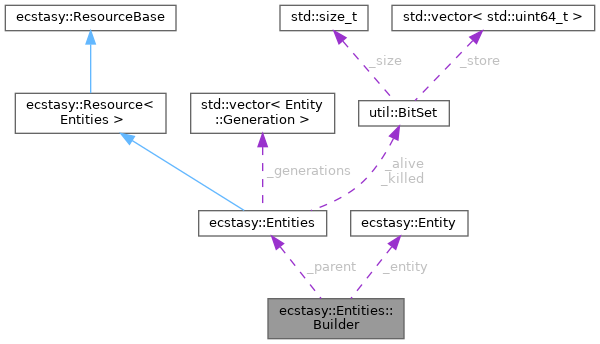 ecstasy::ResourceBase
std::size_t
std::vector< std::uint64_t >
_size
_store
ecstasy::Resource<
Entities >
std::vector< Entity
::Generation >
util::BitSet
_generations
_alive
_killed
ecstasy::Entities
ecstasy::Entity
_parent
_entity
ecstasy::Entities::
Builder